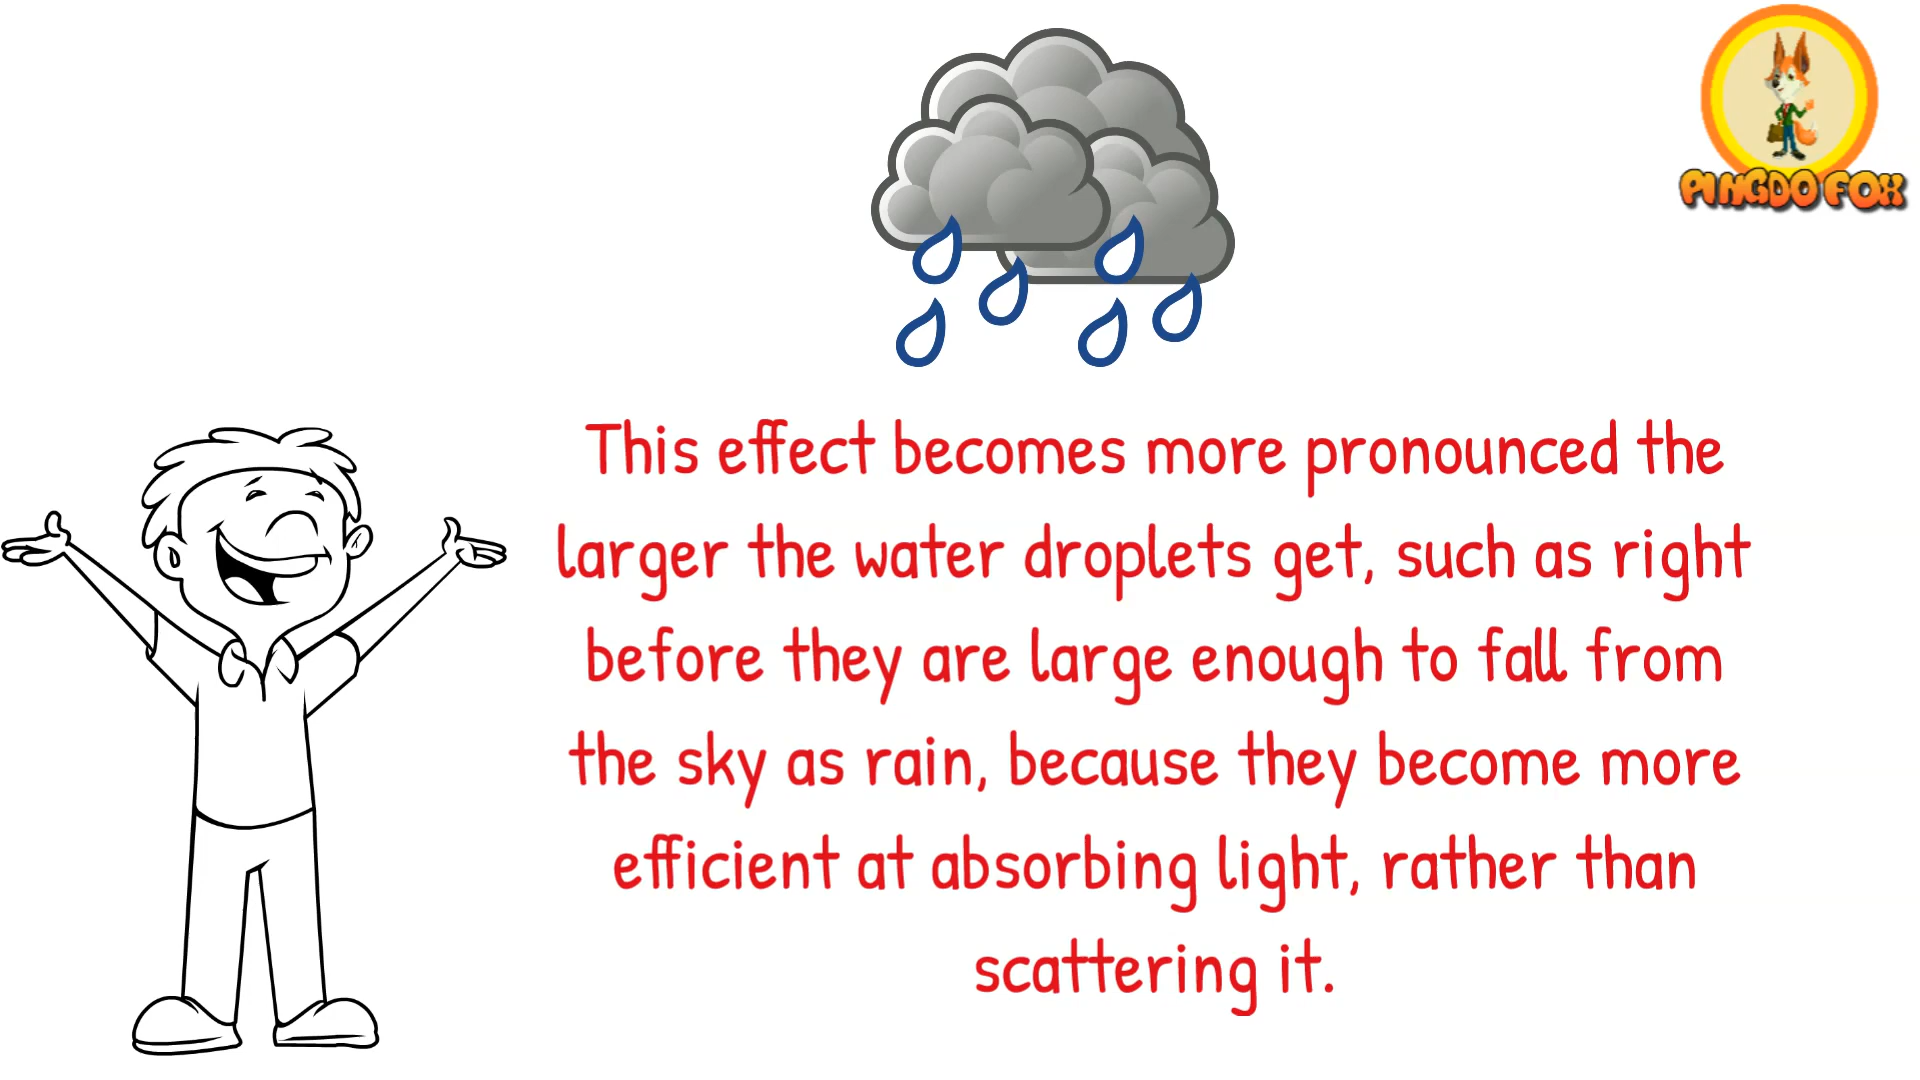 PINGDO FOX
This effect becomes more pronounced the
larger the water droplets get, such as right
before they are large enough to fall from
the sky as rain, because they become more
efficient at absorbing light, rather than
scattering it.